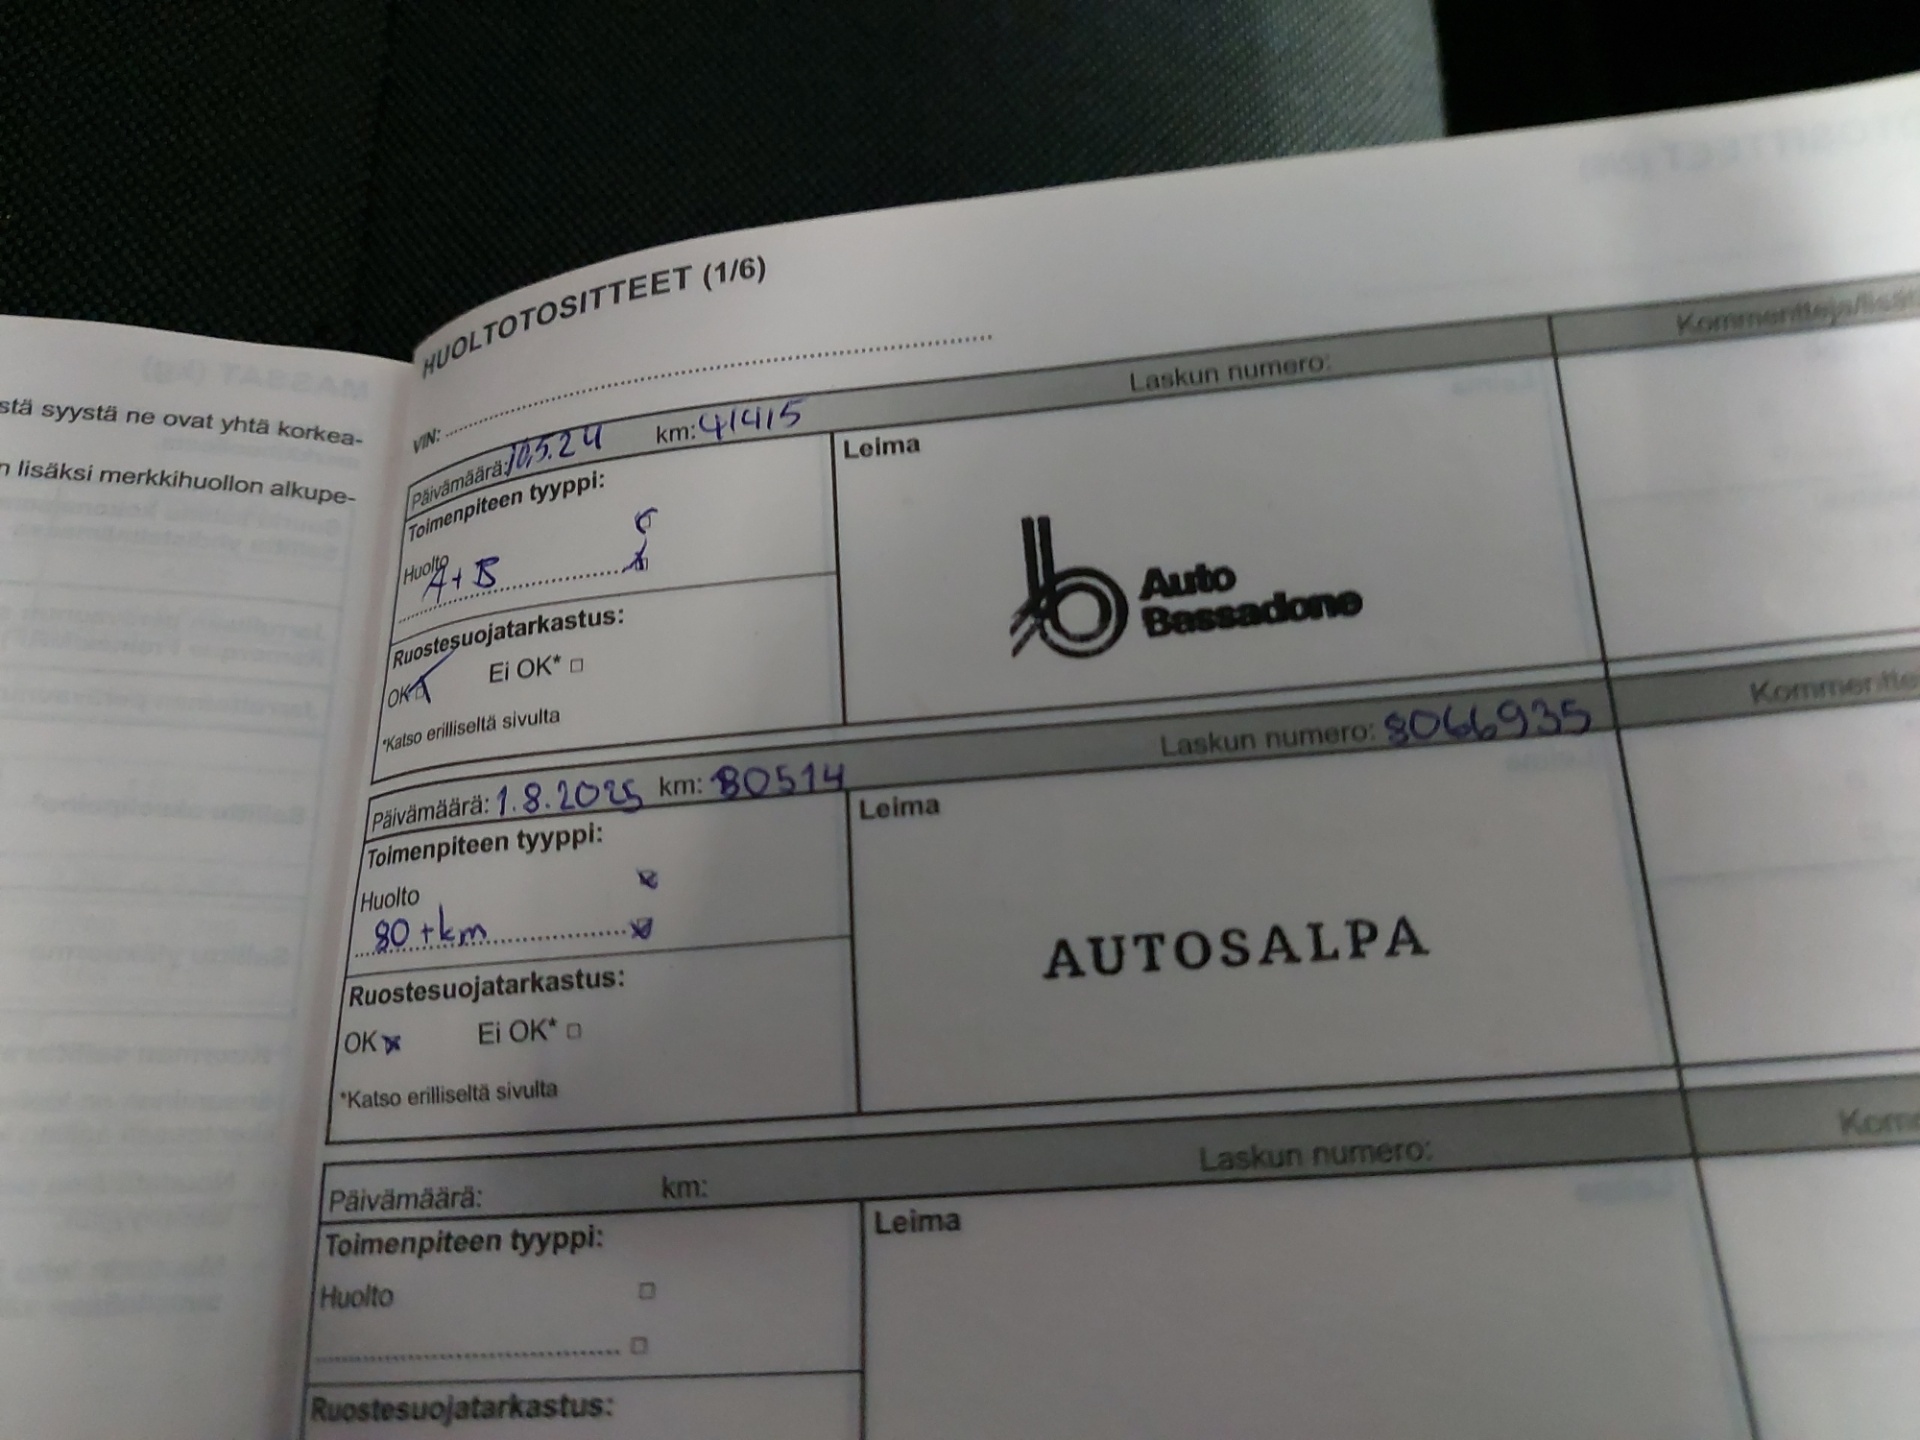 stä syystä ne ovat yhtä korkea-
n lisäksi merkkihuollon alkupe-
MASSAT (kg)
HUOLTOTOSITTEET (1/6)
VIN:
Päivämäärä: 10.5.24 km: 41415 Laskun numero:
Toimenpiteen tyyppi:
Huolto
A+B
Ruostesuojatarkastus:
OK Ei OK*
*Katso erilliseltä sivulta
Leima
Auto
Bassadone
Päivämäärä: 1.8.2025 km: 80514 Laskun numero: 8066935
Toimenpiteen tyyppi:
Huolto
80 tkm
Ruostesuojatarkastus:
OK Ei OK*
*Katso erilliseltä sivulta
Leima
AUTOSALPA
Päivämäärä: km: Laskun numero:
Toimenpiteen tyyppi:
Huolto
Ruostesuojatarkastus:
Leima